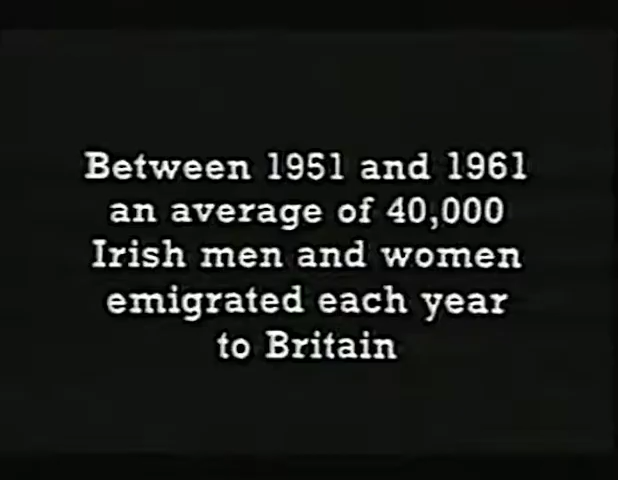 Between 1951 and 1961
an average of 40,000
Irish men and women
emigrated each year
to Britain